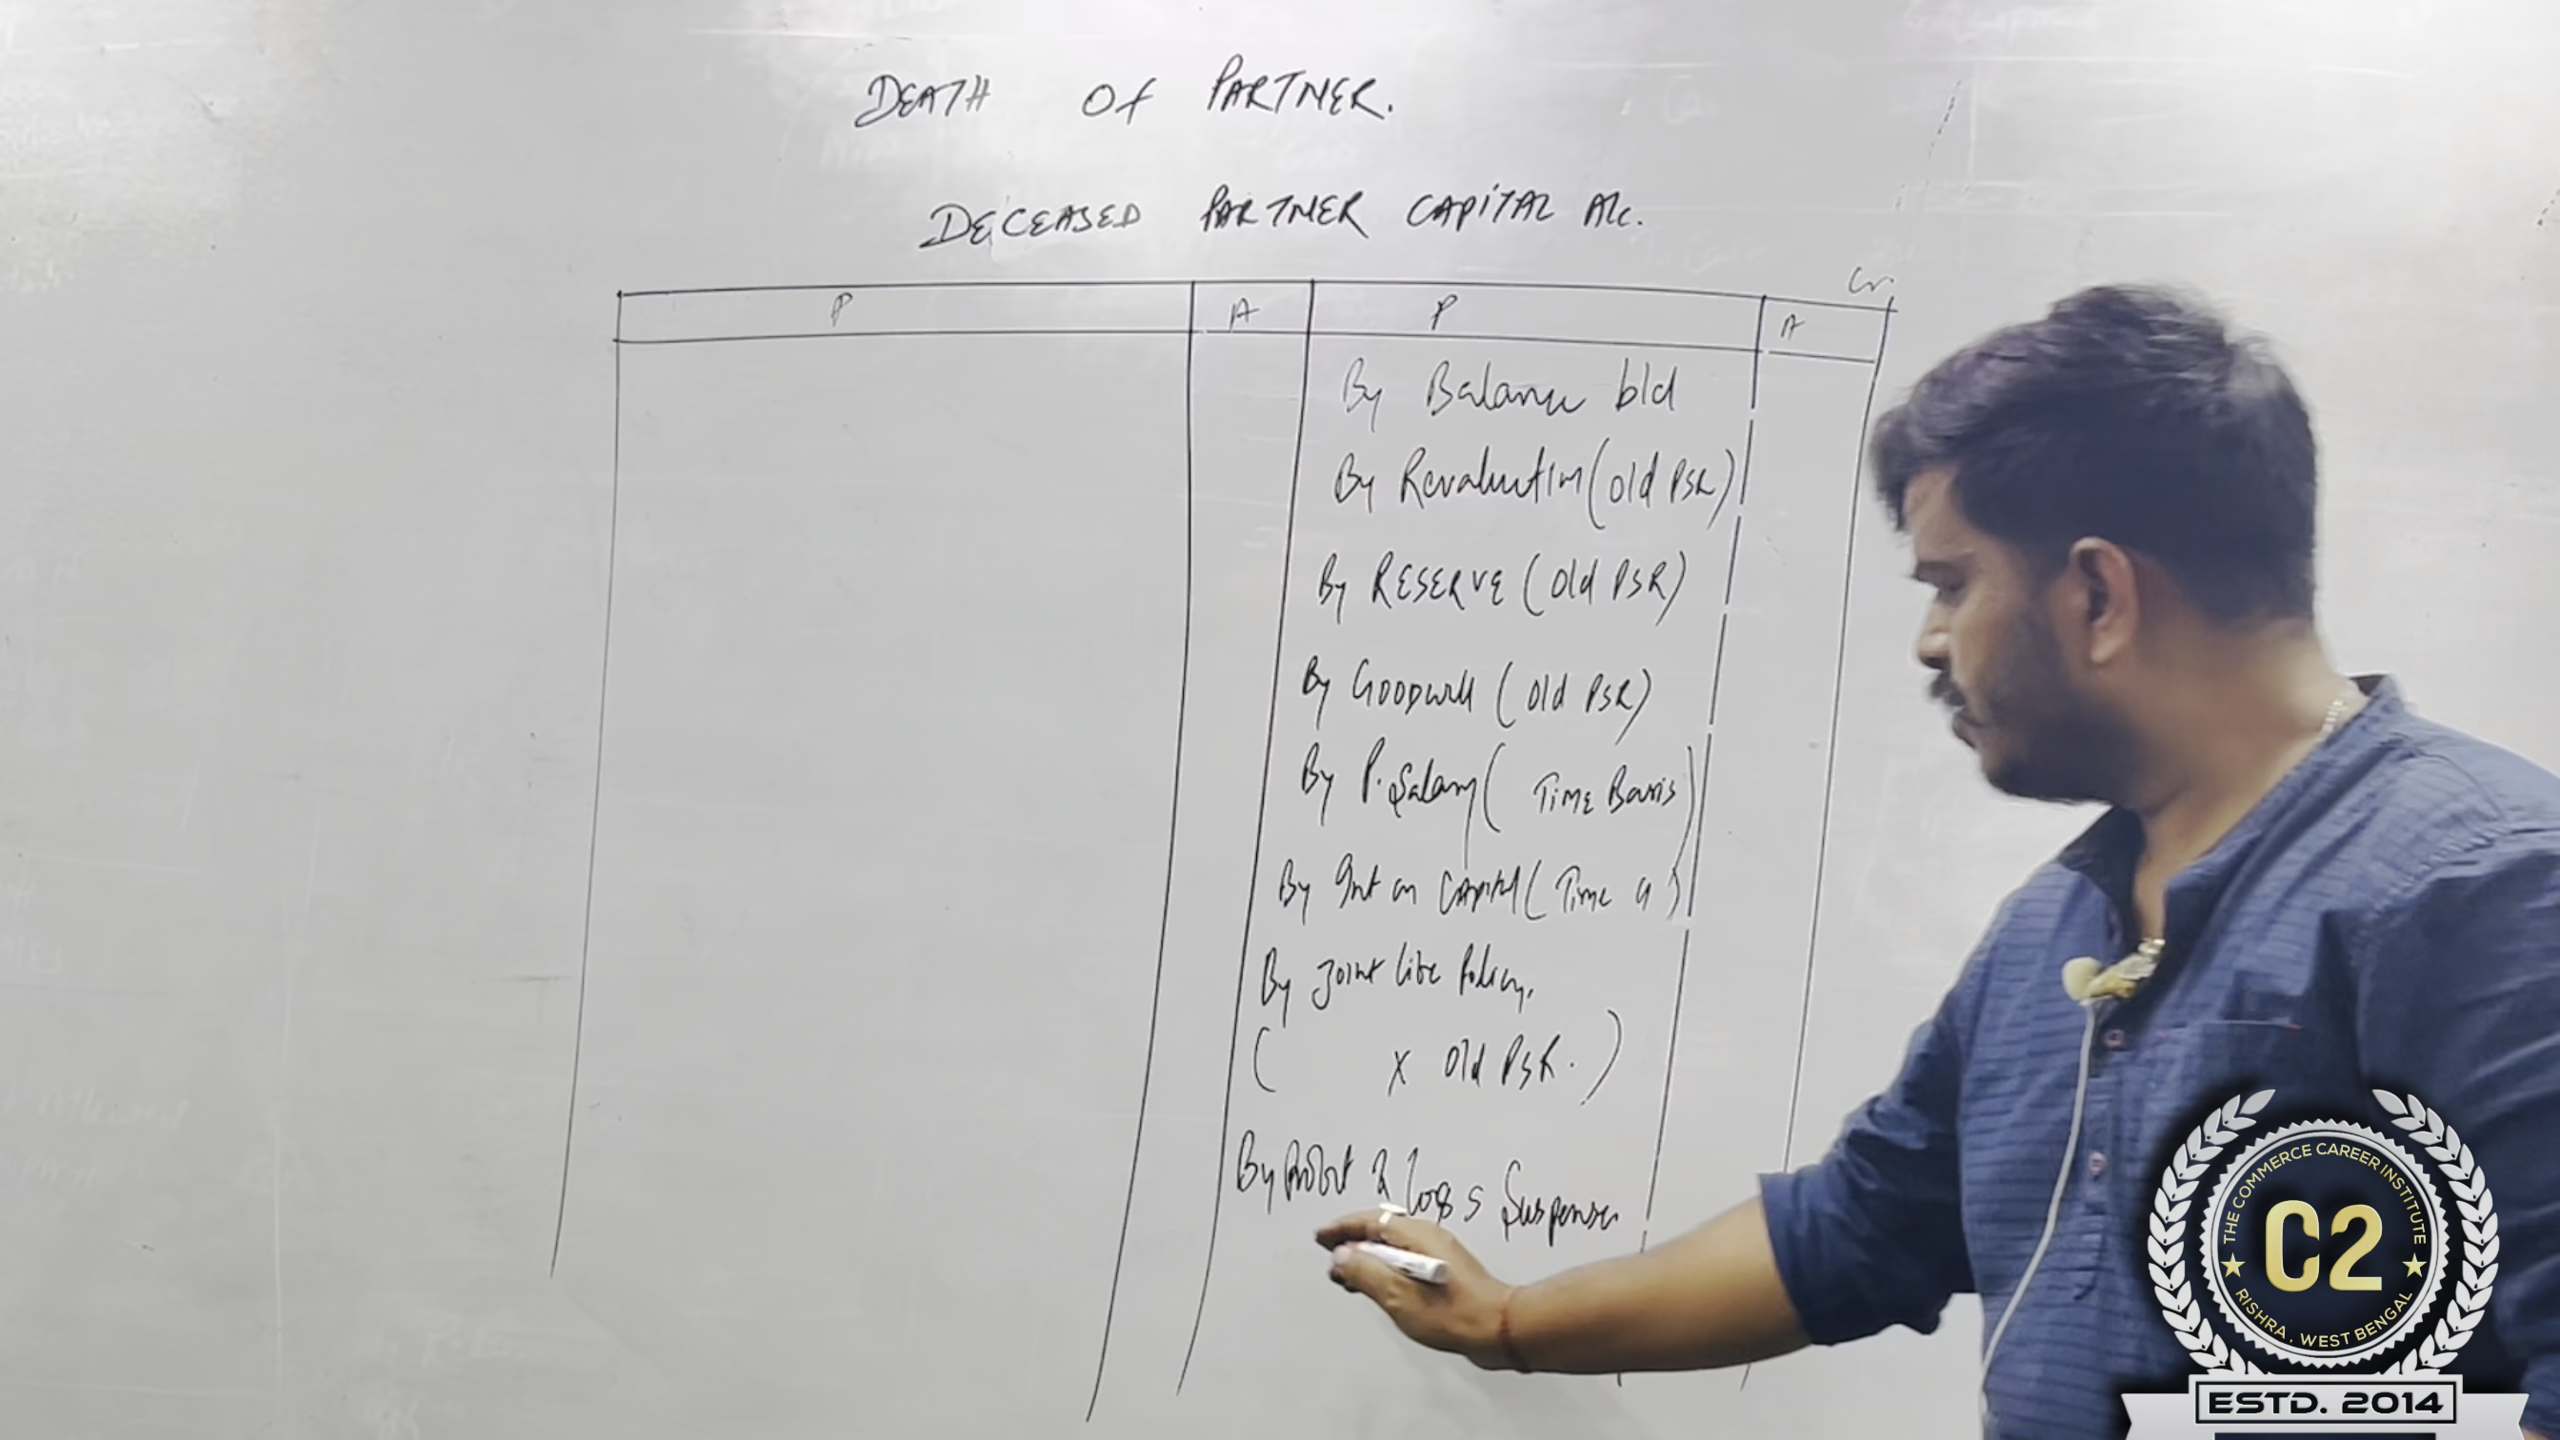 DEATH OF PARTNER.
DECEASED PARTNER CAPITAL A/c.
Cr.
P A P A
By Balance b/d
By Revaluation (old PSR)
By RESERVE (Old PSR)
By GOODwill (old PSR)
By P. Salary (TIME Basis)
By Int on Capital (Time 4)
By Joint Life Policy.
( X Old PSR. )
By Profit & Loss Suspense
THE COMMERCE CAREER INSTITUTE
C2
RISHRA, WEST BENGAL
ESTD. 2014